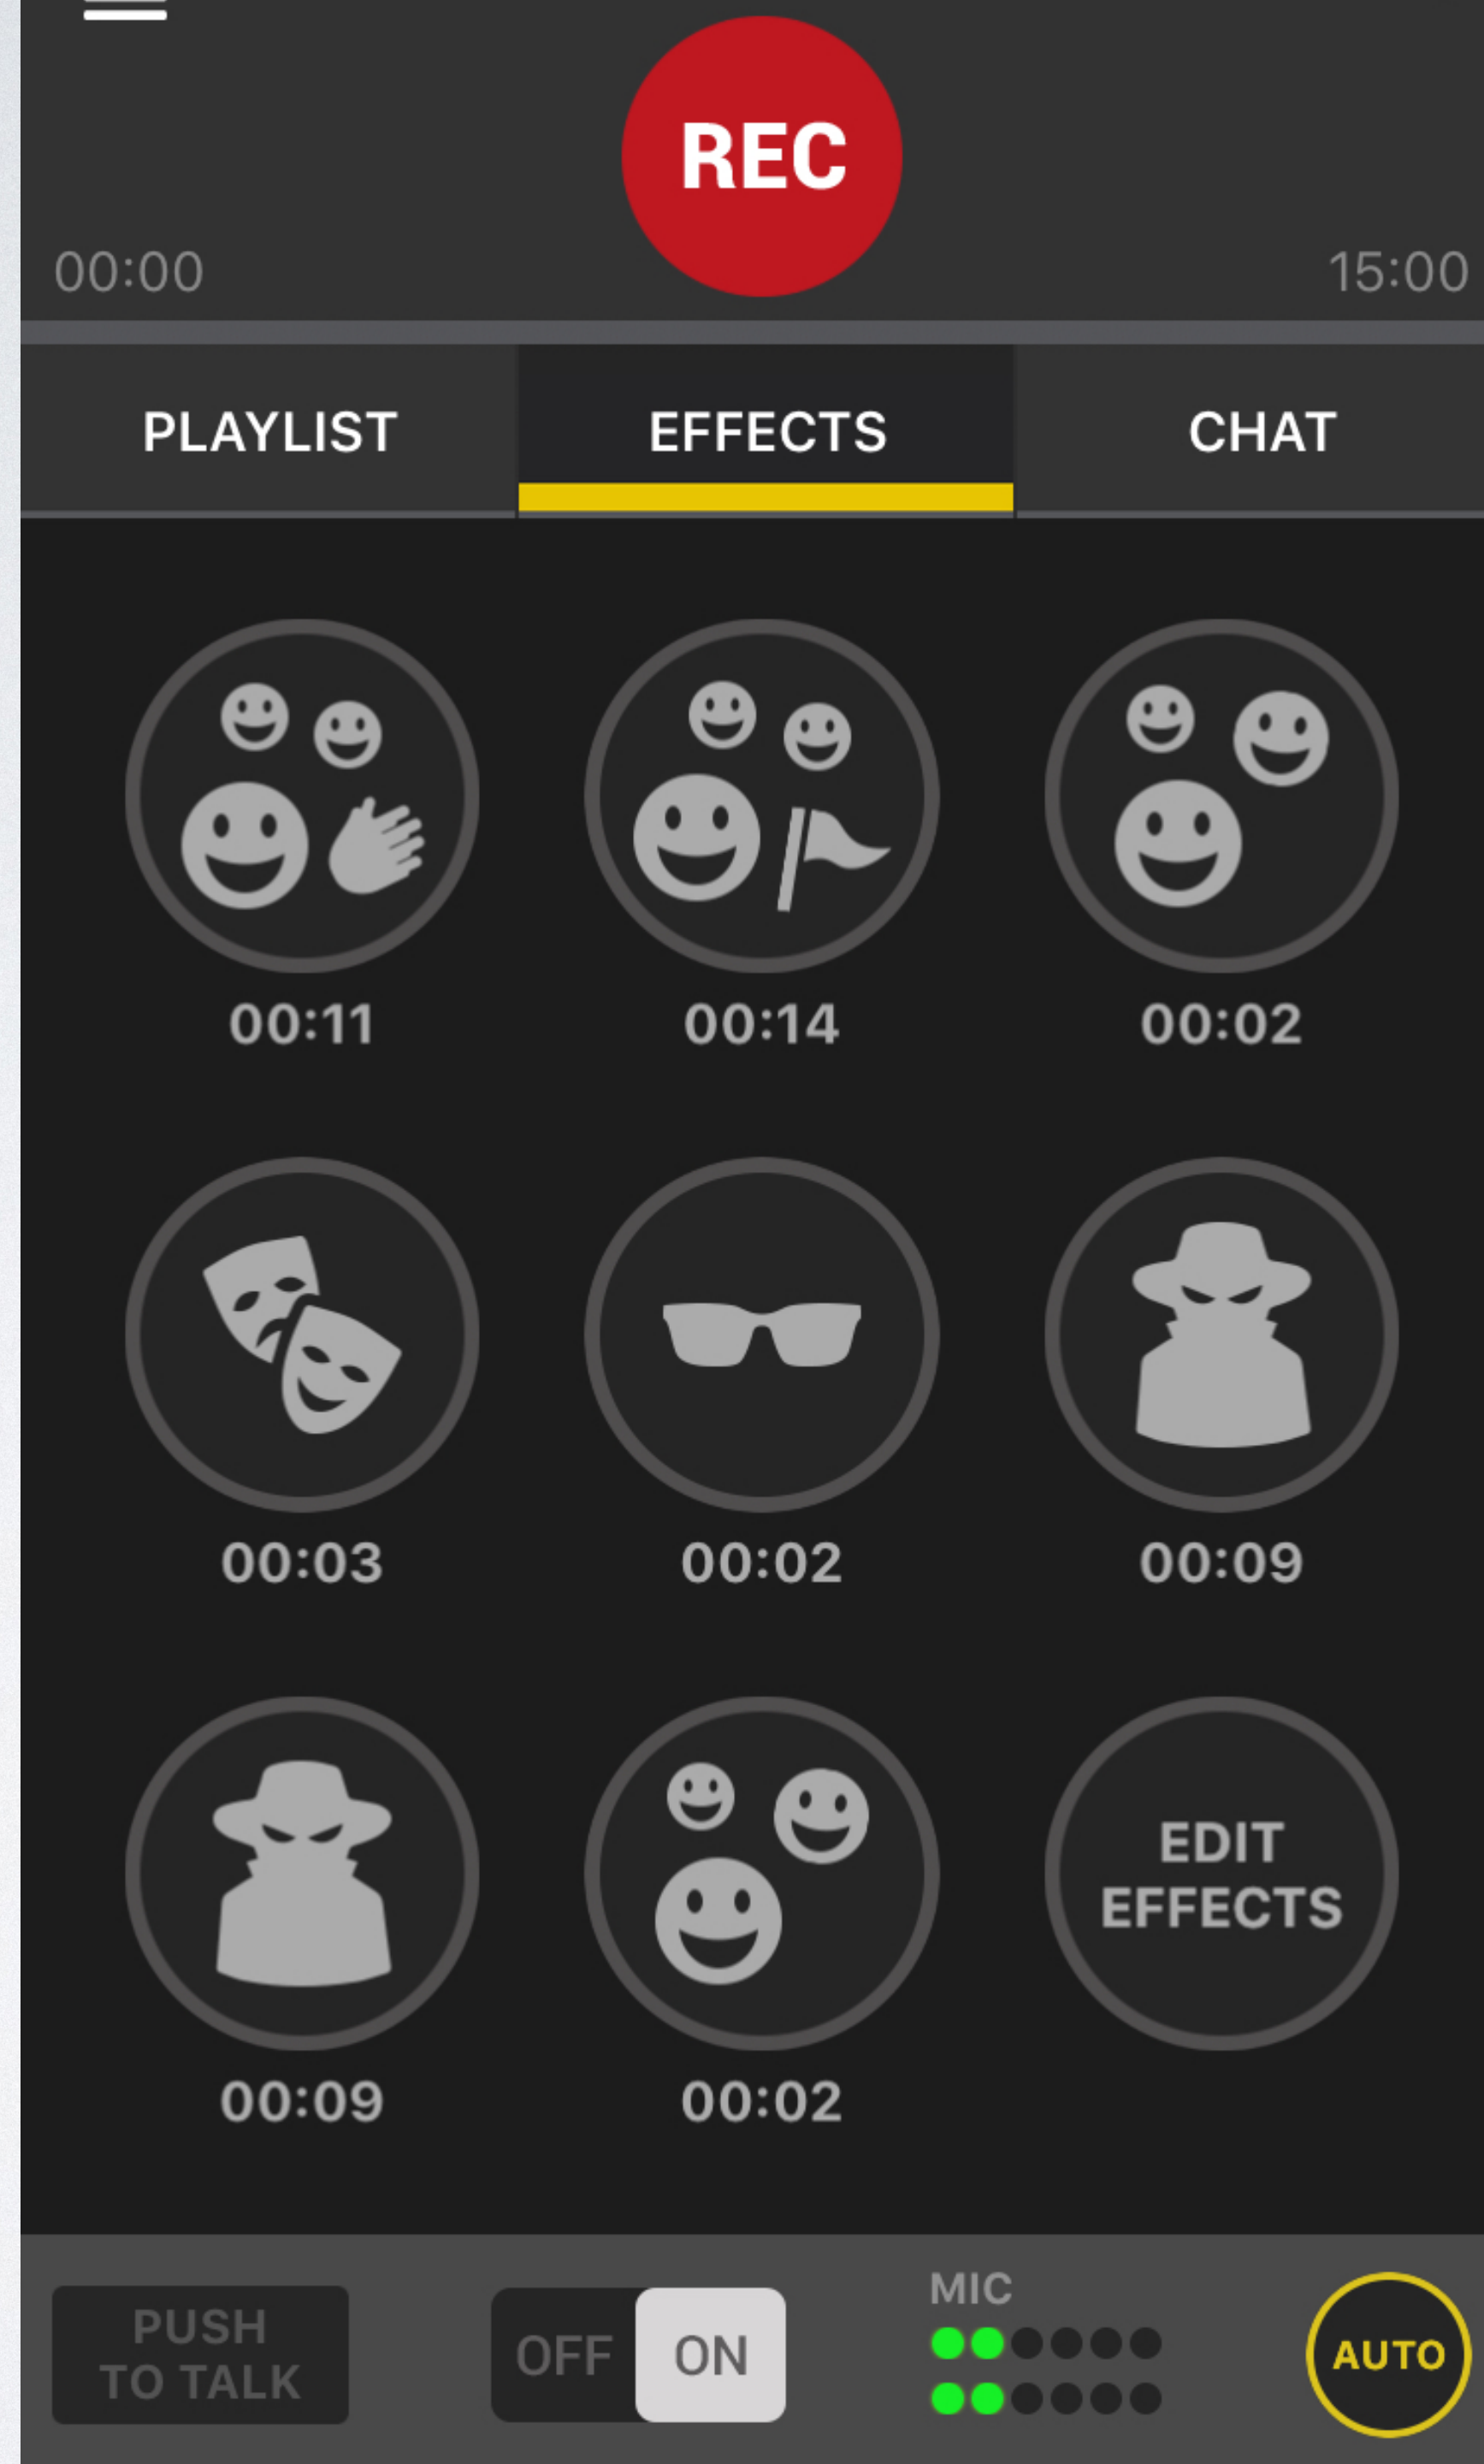 REC
00:00 15:00
PLAYLIST EFFECTS CHAT
00:11 00:14 00:02
00:03 00:02 00:09
EDIT
EFFECTS
00:09 00:02
PUSH
TO TALK
OFF ON
MIC
AUTO